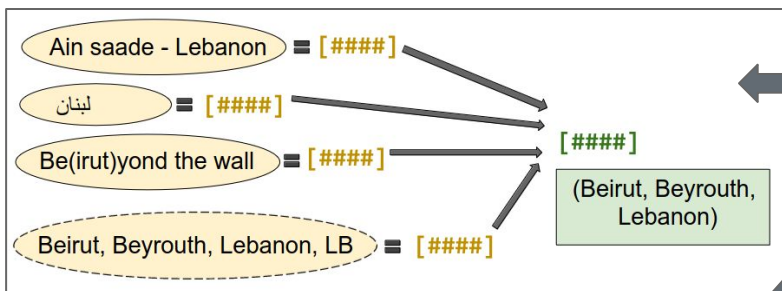 Ain saade - Lebanon = [####]
لبنان = [####]
Be(irut)yond the wall = [####]
[####]
(Beirut, Beyrouth,
Lebanon)
Beirut, Beyrouth, Lebanon, LB = [####]